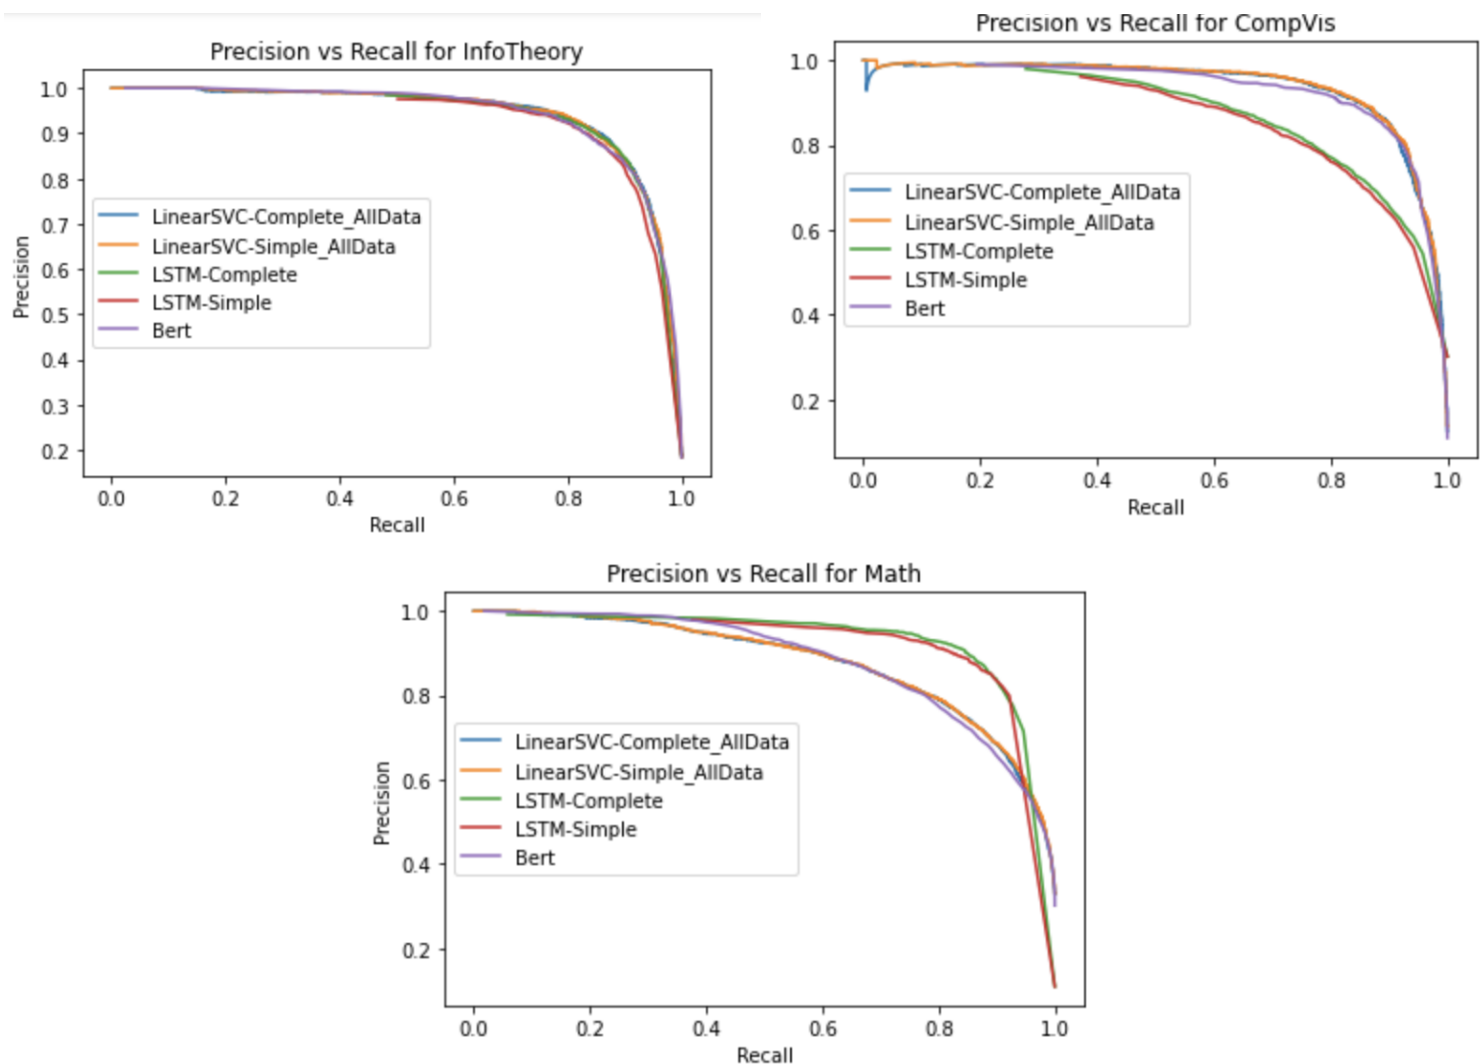 Precision vs Recall for InfoTheory
1.0
0.9
0.8
0.7
0.6
0.5
0.4
0.3
0.2
Precision
LinearSVC-Complete_AllData
LinearSVC-Simple_AllData
LSTM-Complete
LSTM-Simple
Bert
0.0 0.2 0.4 0.6 0.8 1.0
Recall
Precision vs Recall for CompVis
1.0
0.8
0.6
0.4
0.2
LinearSVC-Complete_AllData
LinearSVC-Simple_AllData
LSTM-Complete
LSTM-Simple
Bert
0.0 0.2 0.4 0.6 0.8 1.0
Recall
Precision vs Recall for Math
1.0
0.8
0.6
0.4
0.2
Precision
LinearSVC-Complete_AllData
LinearSVC-Simple_AllData
LSTM-Complete
LSTM-Simple
Bert
0.0 0.2 0.4 0.6 0.8 1.0
Recall